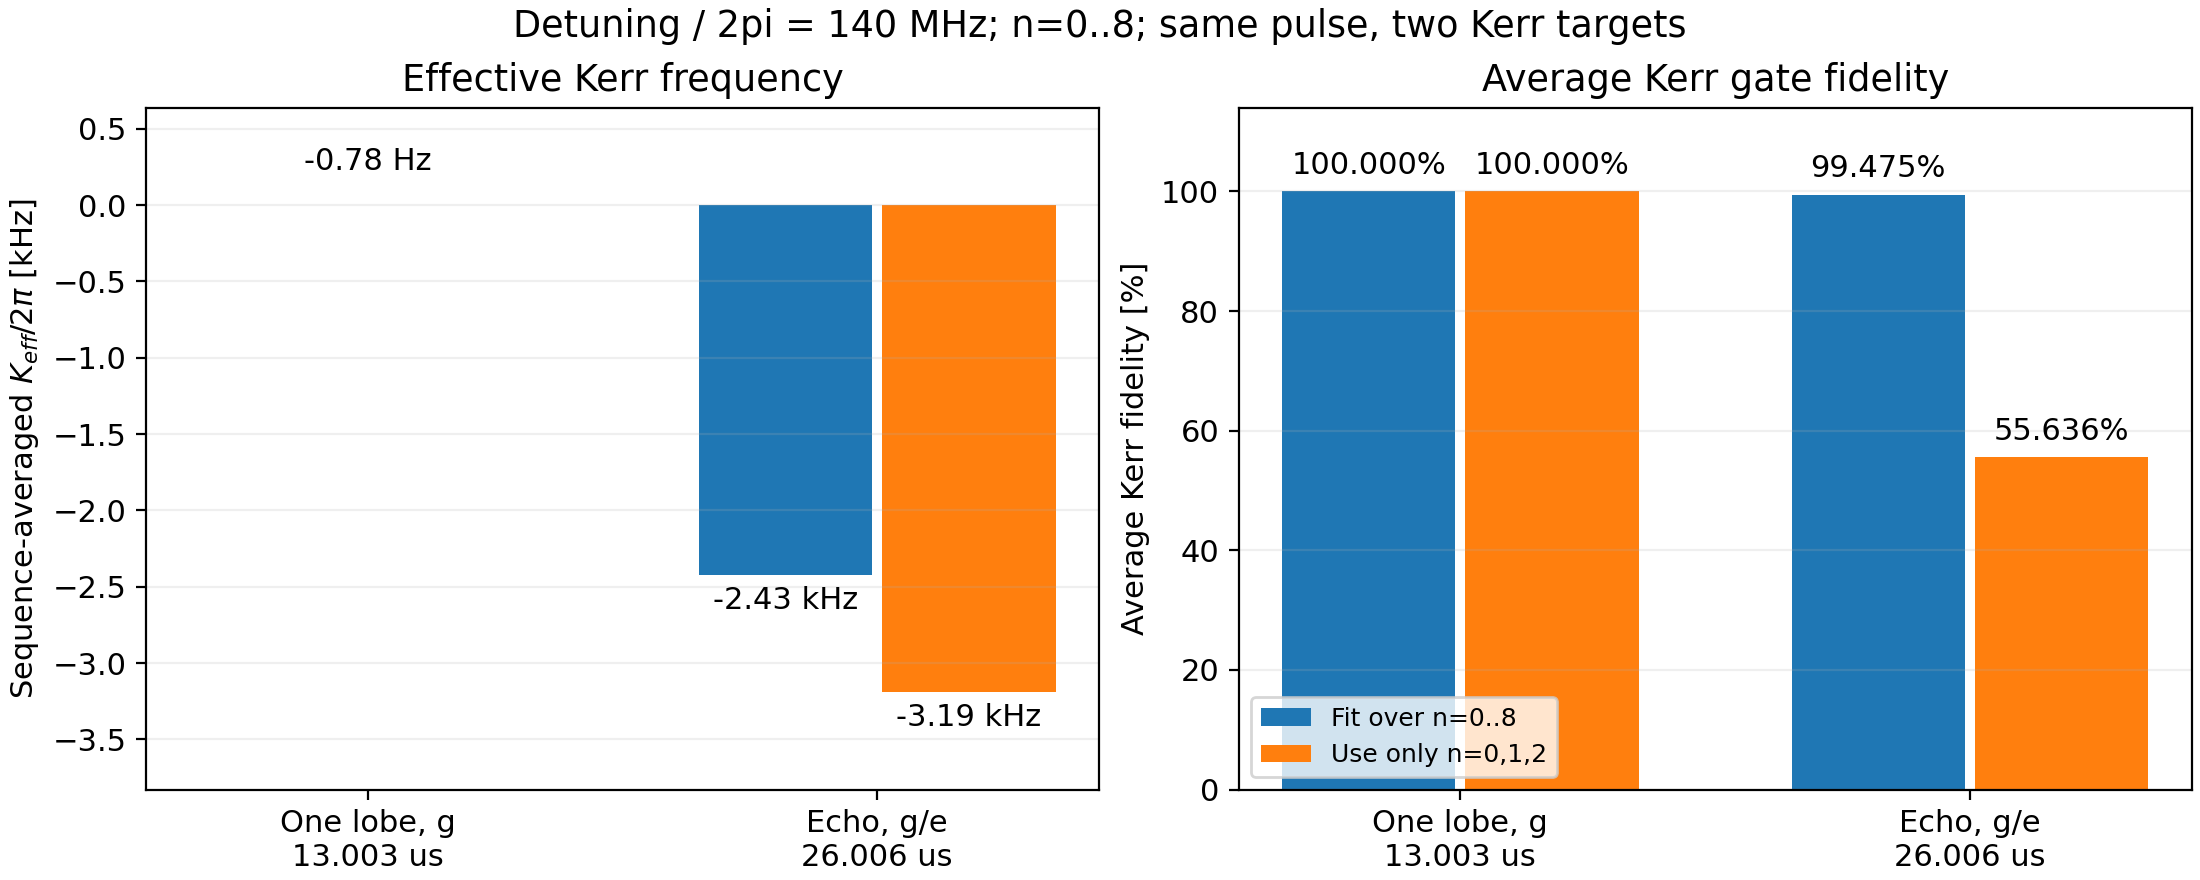 Detuning / 2pi = 140 MHz; n=0..8; same pulse, two Kerr targets
Effective Kerr frequency
Sequence-averaged K_eff/2π [kHz]
0.5
0.0
−0.5
−1.0
−1.5
−2.0
−2.5
−3.0
−3.5
-0.78 Hz
-2.43 kHz
-3.19 kHz
One lobe, g
13.003 us
Echo, g/e
26.006 us
Average Kerr gate fidelity
Average Kerr fidelity [%]
100
80
60
40
20
0
100.000%
100.000%
99.475%
55.636%
Fit over n=0..8
Use only n=0,1,2
One lobe, g
13.003 us
Echo, g/e
26.006 us